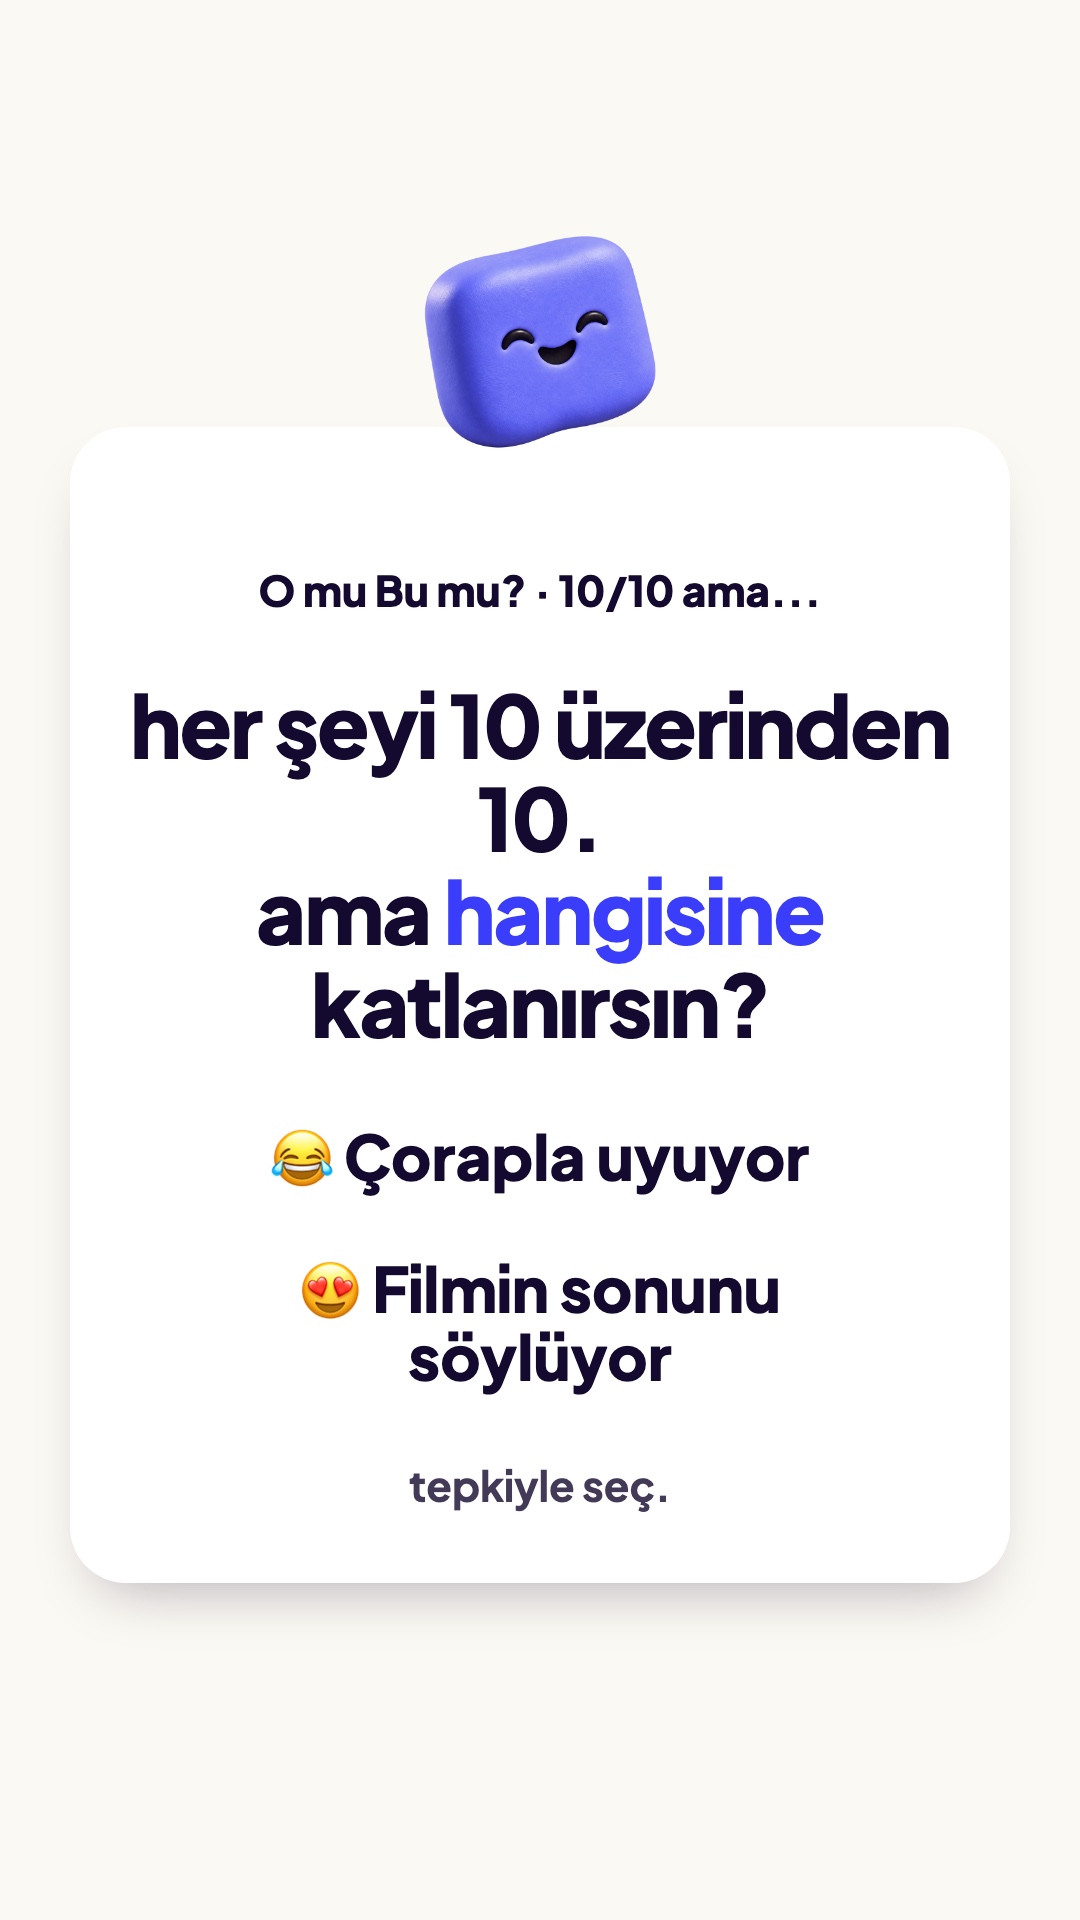 O mu Bu mu? · 10/10 ama...
her şeyi 10 üzerinden
10.
ama hangisine
katlanırsın?
😂 Çorapla uyuyor
😍 Filmin sonunu
söylüyor
tepkiyle seç.